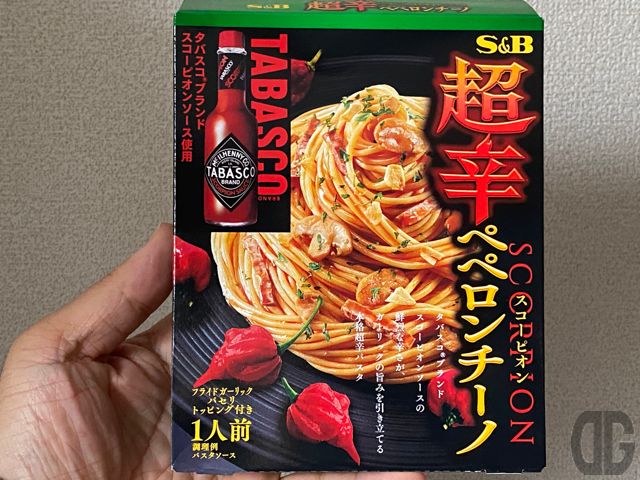 S&B
超辛
ペペロンチーノ
SCORPION
スコーピオン
タバスコ®ブランド
スコーピオンソース使用
TABASCO
BRAND
McILHENNY CO.
TABASCO
BRAND
SCORPION SAUCE
タバスコ®ブランド
スコーピオンソースの
鮮烈な辛さが、
ガーリックの旨みを引き立てる
本格超辛パスタ
フライドガーリック
パセリ
トッピング付き
1人前
調理例
パスタソース
DG